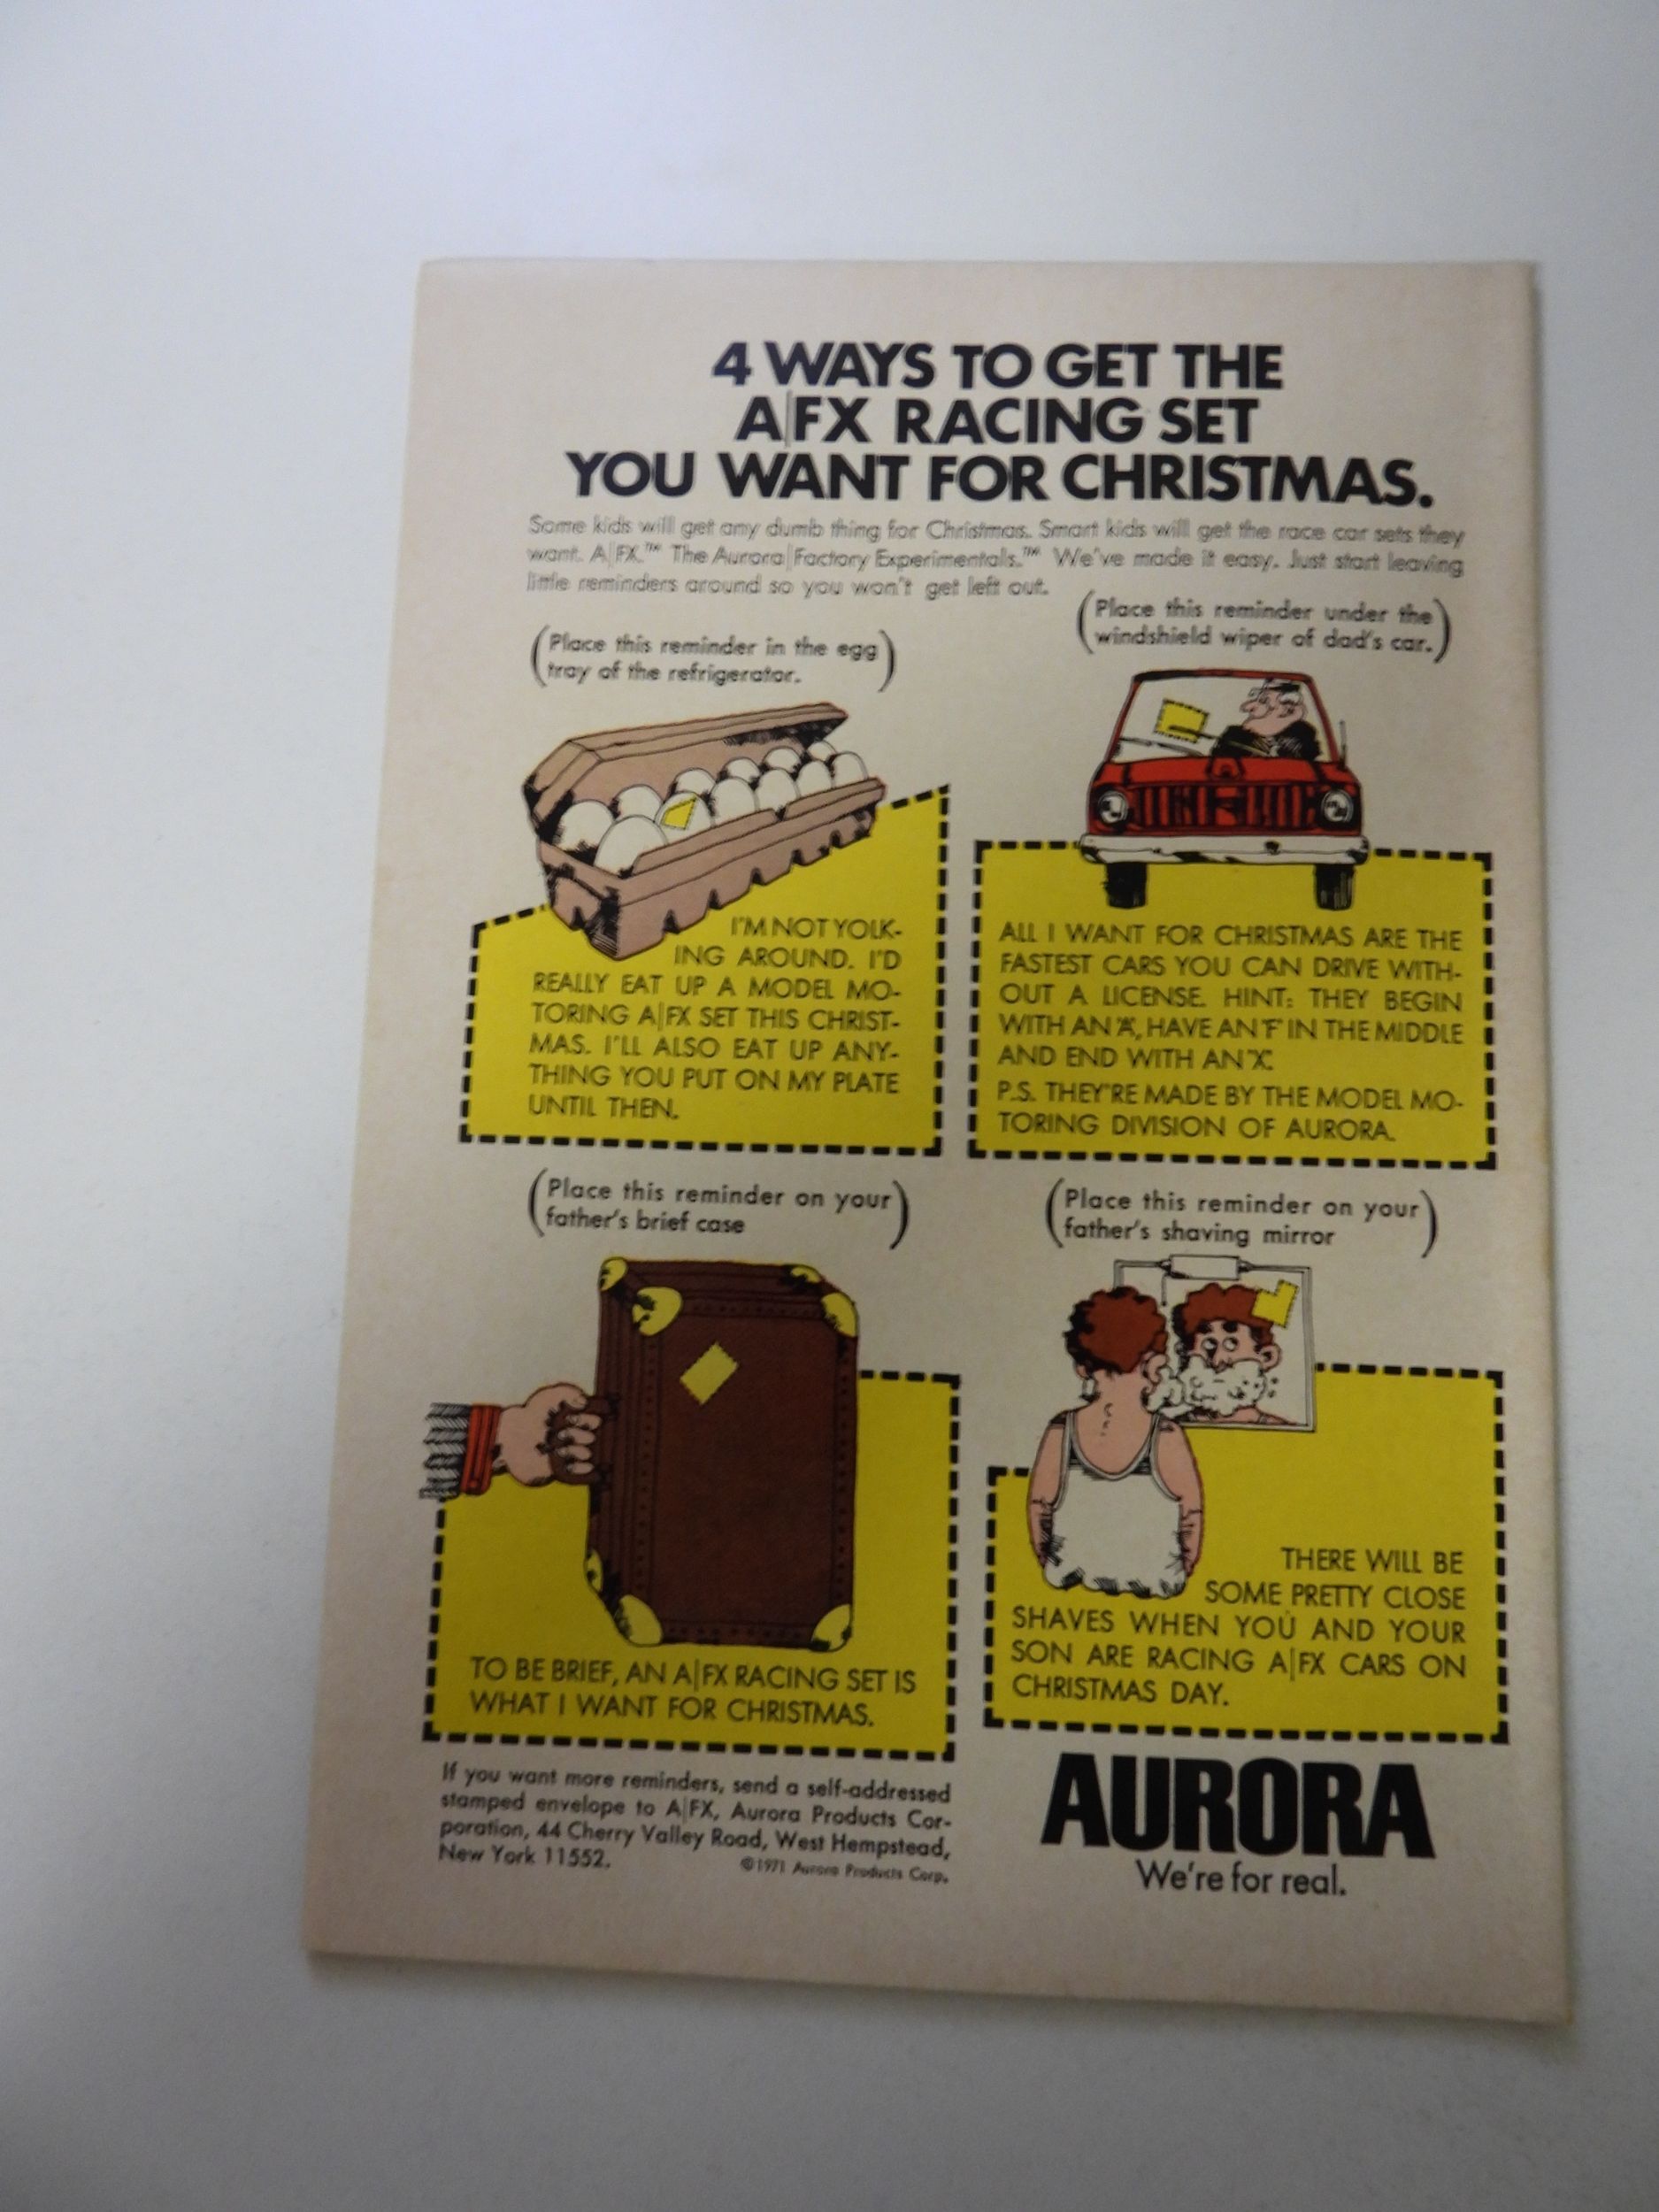 4 WAYS TO GET THE
A|FX RACING SET
YOU WANT FOR CHRISTMAS.
Some kids will get any dumb thing for Christmas. Smart kids will get the race car sets they
want. A|FX.™ The Aurora|Factory Experimentals.™ We've made it easy. Just start leaving
little reminders around so you won't get left out.
(Place this reminder in the egg
tray of the refrigerator.)
I'M NOT YOLK-
ING AROUND. I'D
REALLY EAT UP A MODEL MO-
TORING A|FX SET THIS CHRIST-
MAS. I'LL ALSO EAT UP ANY-
THING YOU PUT ON MY PLATE
UNTIL THEN.
(Place this reminder under the
windshield wiper of dad's car.)
ALL I WANT FOR CHRISTMAS ARE THE
FASTEST CARS YOU CAN DRIVE WITH-
OUT A LICENSE. HINT: THEY BEGIN
WITH AN 'A', HAVE AN 'F' IN THE MIDDLE
AND END WITH AN 'X'.
P.S. THEY'RE MADE BY THE MODEL MO-
TORING DIVISION OF AURORA.
(Place this reminder on your
father's brief case)
TO BE BRIEF, AN A|FX RACING SET IS
WHAT I WANT FOR CHRISTMAS.
(Place this reminder on your
father's shaving mirror)
THERE WILL BE
SOME PRETTY CLOSE
SHAVES WHEN YOU AND YOUR
SON ARE RACING A|FX CARS ON
CHRISTMAS DAY.
If you want more reminders, send a self-addressed
stamped envelope to A|FX, Aurora Products Cor-
poration, 44 Cherry Valley Road, West Hempstead,
New York 11552.
©1971 Aurora Products Corp.
AURORA
We're for real.